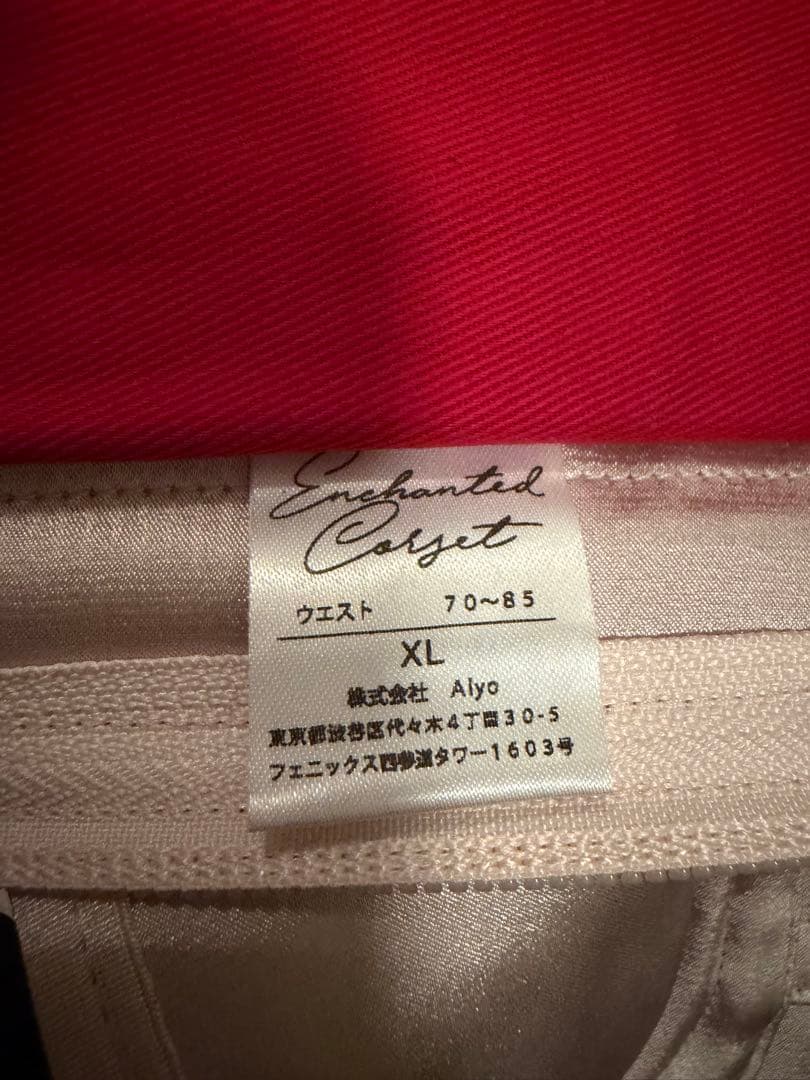 Enchanted
Corset
ウエスト 70〜85
XL
株式会社 Aiyo
東京都渋谷区代々木4丁目30-5
フェニックス西参道タワー1603号